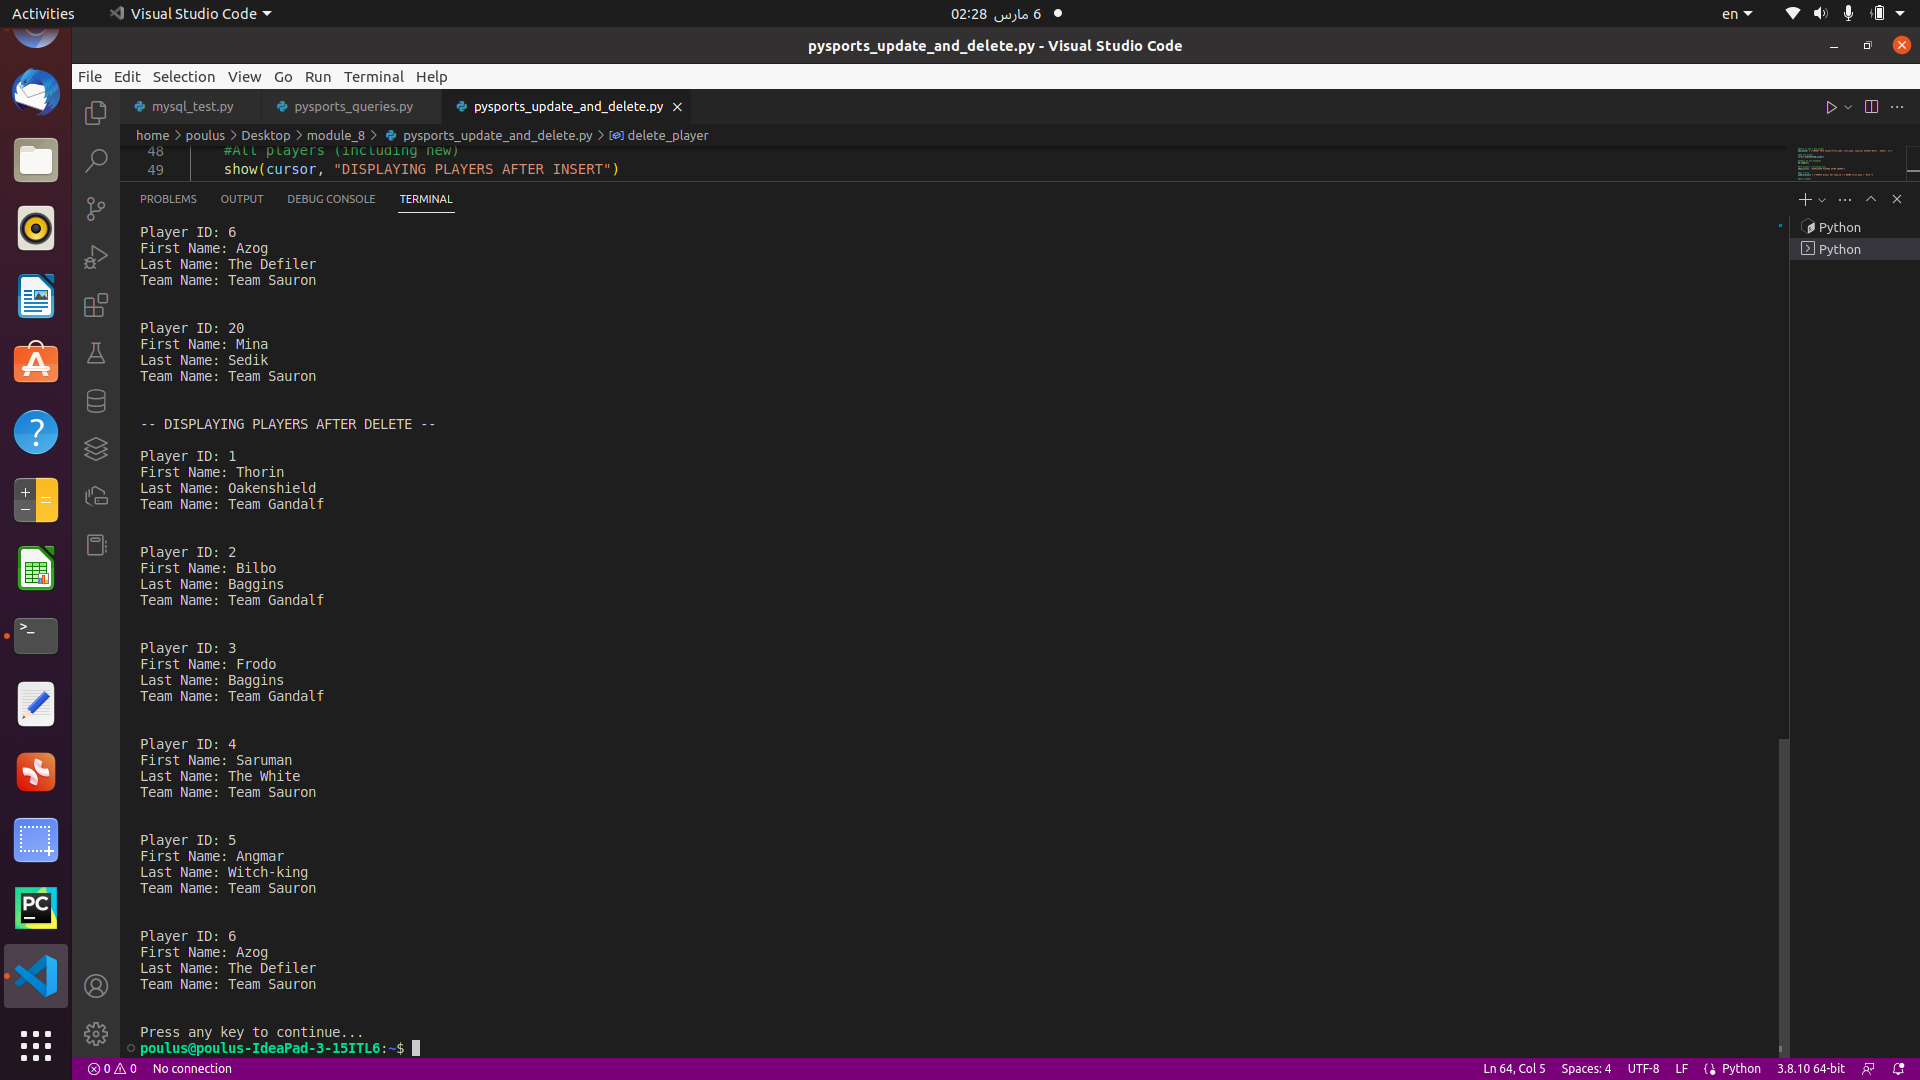 Activities
Visual Studio Code
6 مارس 02:28
en
pysports_update_and_delete.py - Visual Studio Code
File Edit Selection View Go Run Terminal Help
mysql_test.py
pysports_queries.py
pysports_update_and_delete.py
home > poulus > Desktop > module_8 > pysports_update_and_delete.py > delete_player
48 #All players (including new)
49 show(cursor, "DISPLAYING PLAYERS AFTER INSERT")
PROBLEMS OUTPUT DEBUG CONSOLE TERMINAL
Python
Python
Player ID: 6
First Name: Azog
Last Name: The Defiler
Team Name: Team Sauron
Player ID: 20
First Name: Mina
Last Name: Sedik
Team Name: Team Sauron
-- DISPLAYING PLAYERS AFTER DELETE --
Player ID: 1
First Name: Thorin
Last Name: Oakenshield
Team Name: Team Gandalf
Player ID: 2
First Name: Bilbo
Last Name: Baggins
Team Name: Team Gandalf
Player ID: 3
First Name: Frodo
Last Name: Baggins
Team Name: Team Gandalf
Player ID: 4
First Name: Saruman
Last Name: The White
Team Name: Team Sauron
Player ID: 5
First Name: Angmar
Last Name: Witch-king
Team Name: Team Sauron
Player ID: 6
First Name: Azog
Last Name: The Defiler
Team Name: Team Sauron
Press any key to continue...
poulus@poulus-IdeaPad-3-15ITL6:~$
0 0 No connection
Ln 64, Col 5 Spaces: 4 UTF-8 LF Python 3.8.10 64-bit